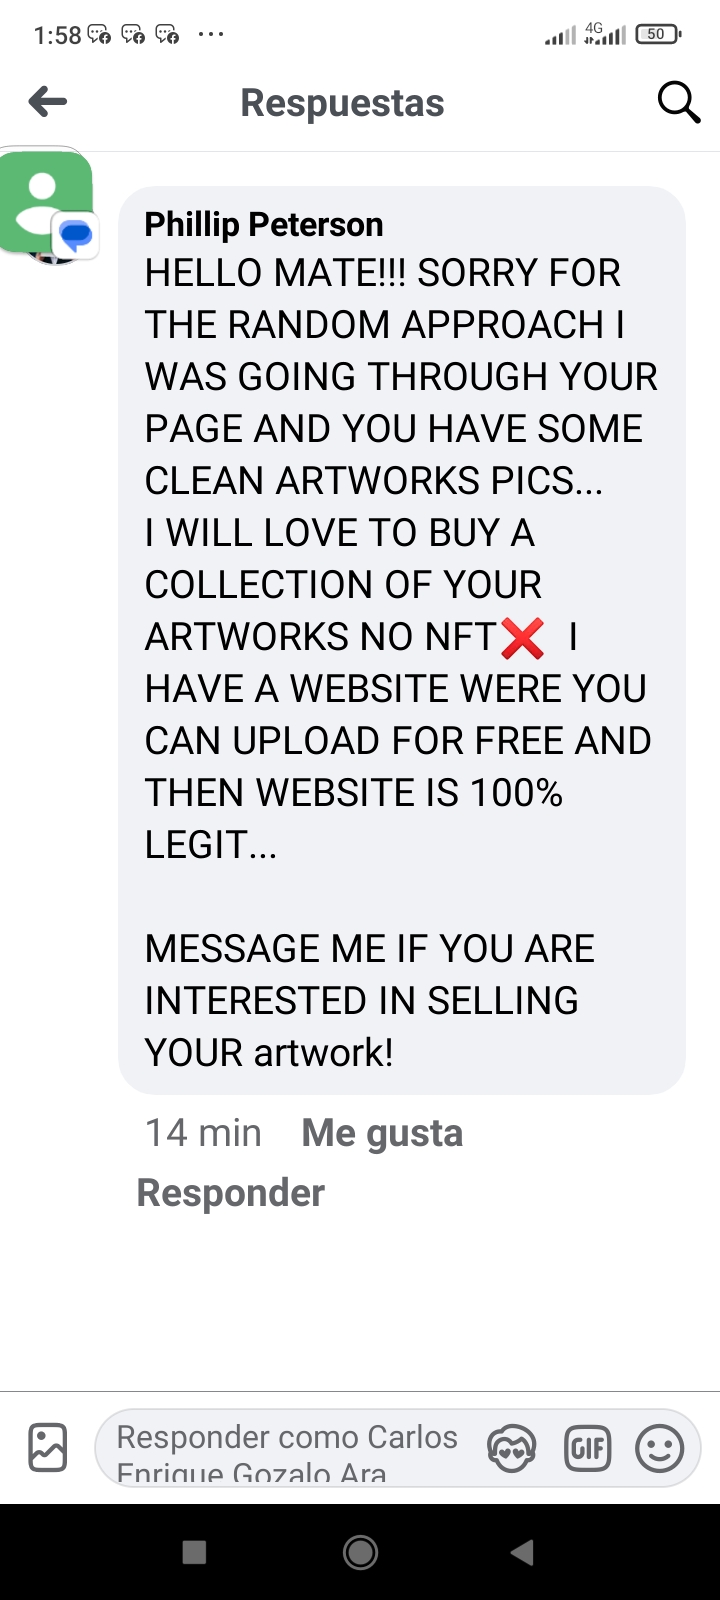 1:58
4G
50
Respuestas
Phillip Peterson
HELLO MATE!!! SORRY FOR
THE RANDOM APPROACH I
WAS GOING THROUGH YOUR
PAGE AND YOU HAVE SOME
CLEAN ARTWORKS PICS...
I WILL LOVE TO BUY A
COLLECTION OF YOUR
ARTWORKS NO NFT❌ I
HAVE A WEBSITE WERE YOU
CAN UPLOAD FOR FREE AND
THEN WEBSITE IS 100%
LEGIT...
MESSAGE ME IF YOU ARE
INTERESTED IN SELLING
YOUR artwork!
14 min Me gusta
Responder
Responder como Carlos
Enrique Gozalo Ara
GIF